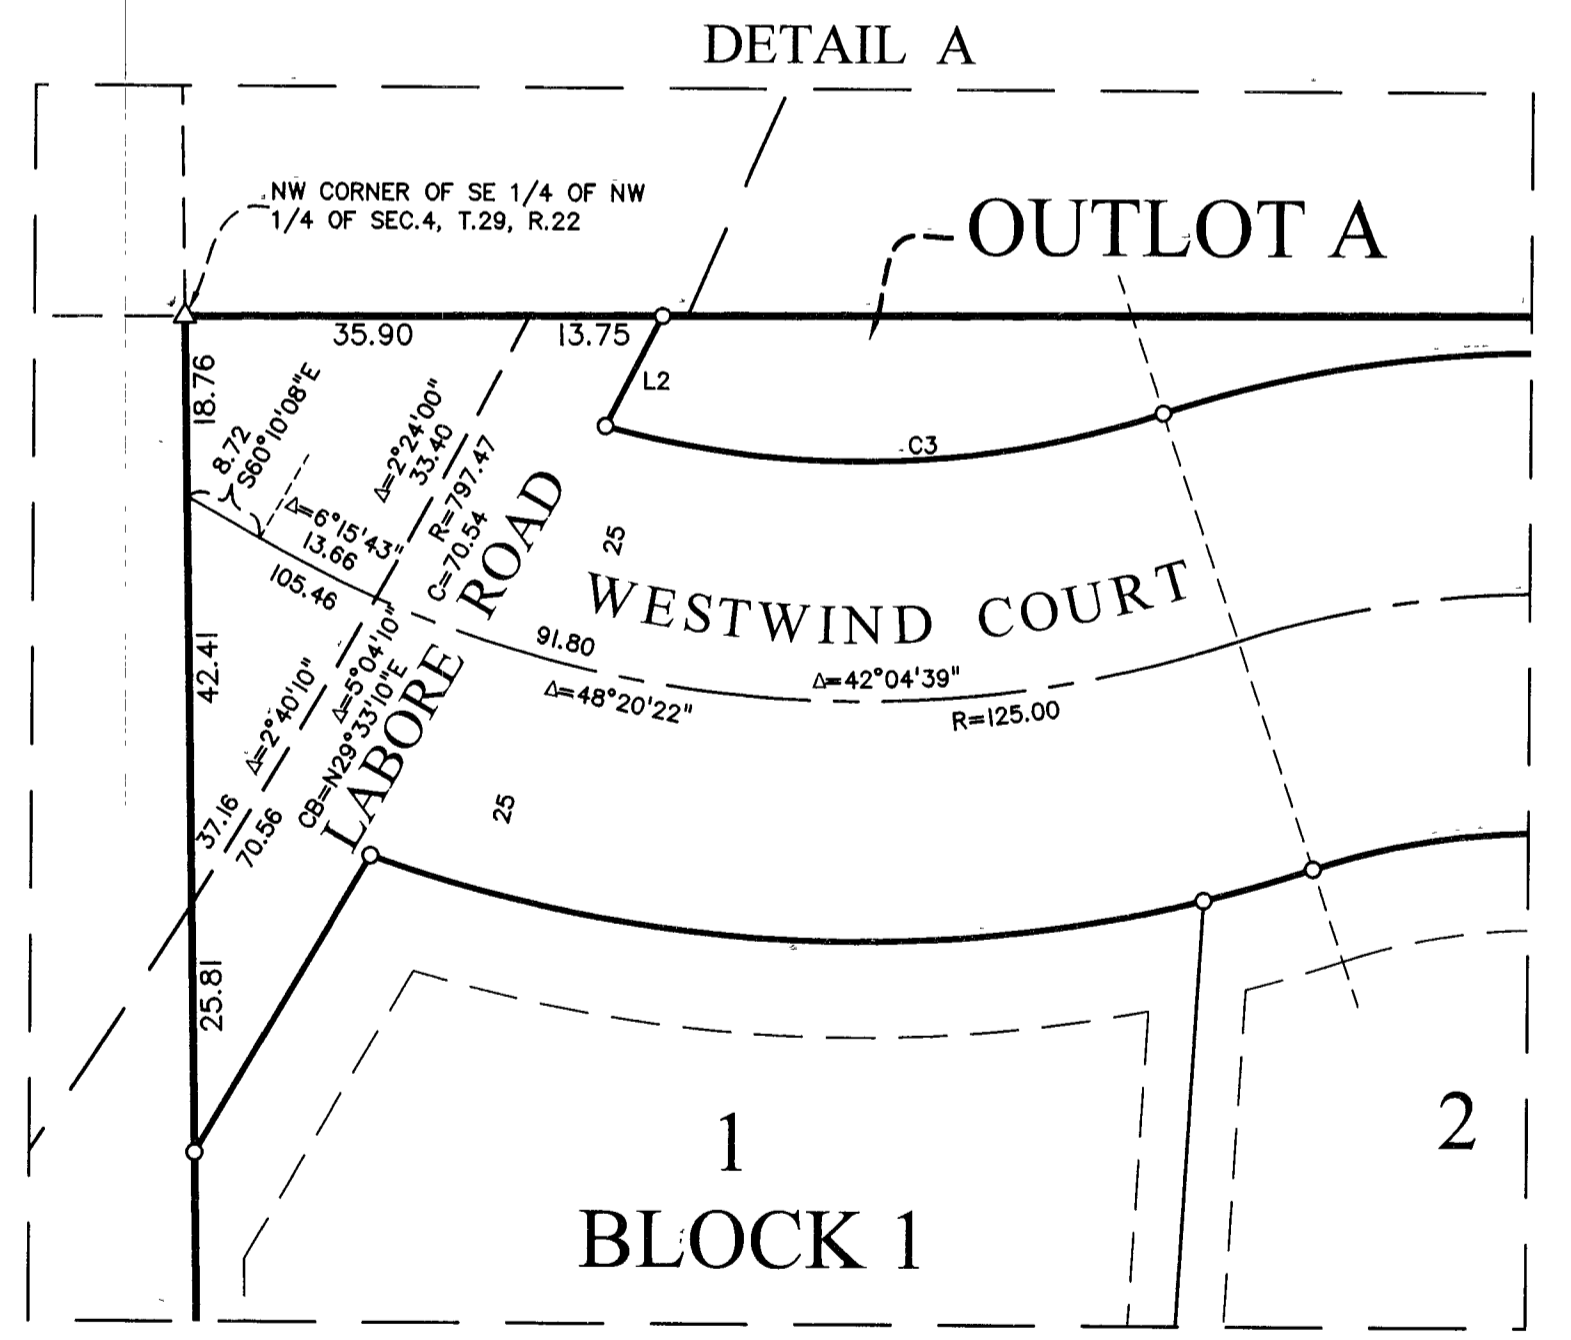 DETAIL A
NW CORNER OF SE 1/4 OF NW
1/4 OF SEC.4, T.29, R.22
OUTLOT A
35.90
13.75
18.76
8.72
S60°10'08"E
Δ=2°24'00"
33.40
R=797.47
C=70.54
L2
C3
Δ=6°15'43"
13.66
105.46
LABORE ROAD
25
WESTWIND COURT
91.80
Δ=48°20'22"
Δ=42°04'39"
R=125.00
42.41
Δ=2°40'10"
37.16
Δ=5°04'10"
CB=N29°33'10"E
70.56
25
25.81
1
BLOCK 1
2